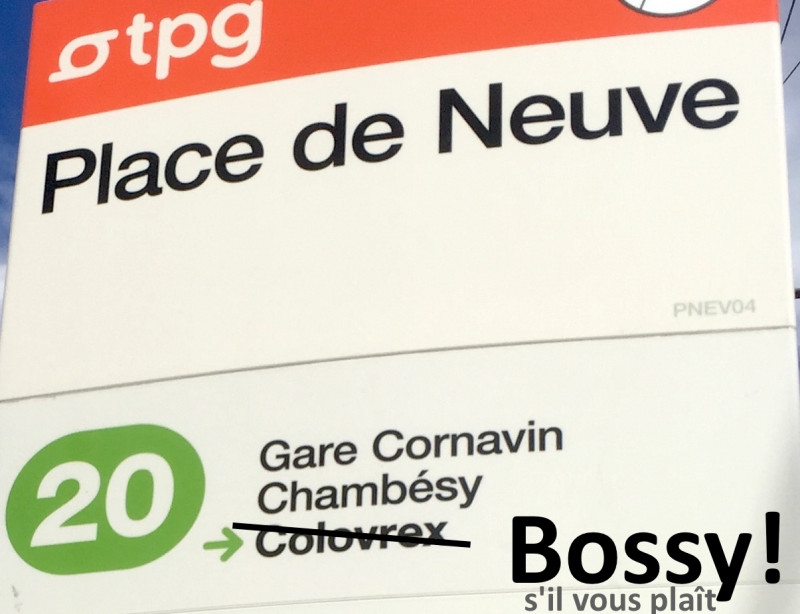 tpg
Place de Neuve
PNEV04
20
Gare Cornavin
Chambésy
Colovrex
Bossy!
s'il vous plaît